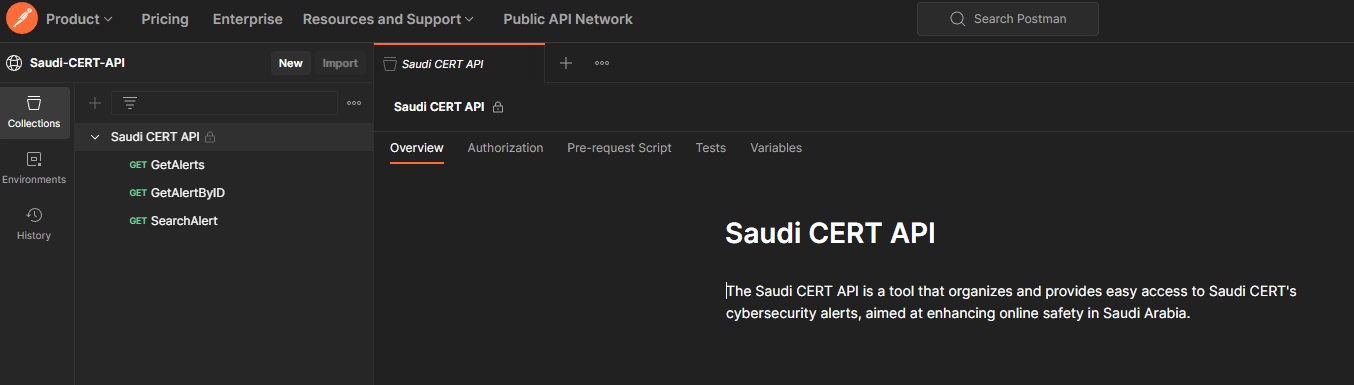 Product Pricing Enterprise Resources and Support Public API Network Search Postman
Saudi-CERT-API New Import
Saudi CERT API
Collections
Environments
History
Saudi CERT API
GET GetAlerts
GET GetAlertByID
GET SearchAlert
Saudi CERT API
Overview Authorization Pre-request Script Tests Variables
Saudi CERT API
The Saudi CERT API is a tool that organizes and provides easy access to Saudi CERT's
cybersecurity alerts, aimed at enhancing online safety in Saudi Arabia.